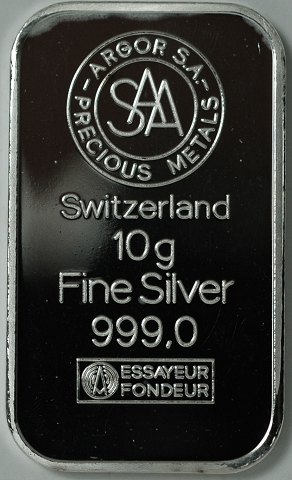 ARGOR S.A.
PRECIOUS METALS
SAA
Switzerland
10g
Fine Silver
999,0
ESSAYEUR
FONDEUR